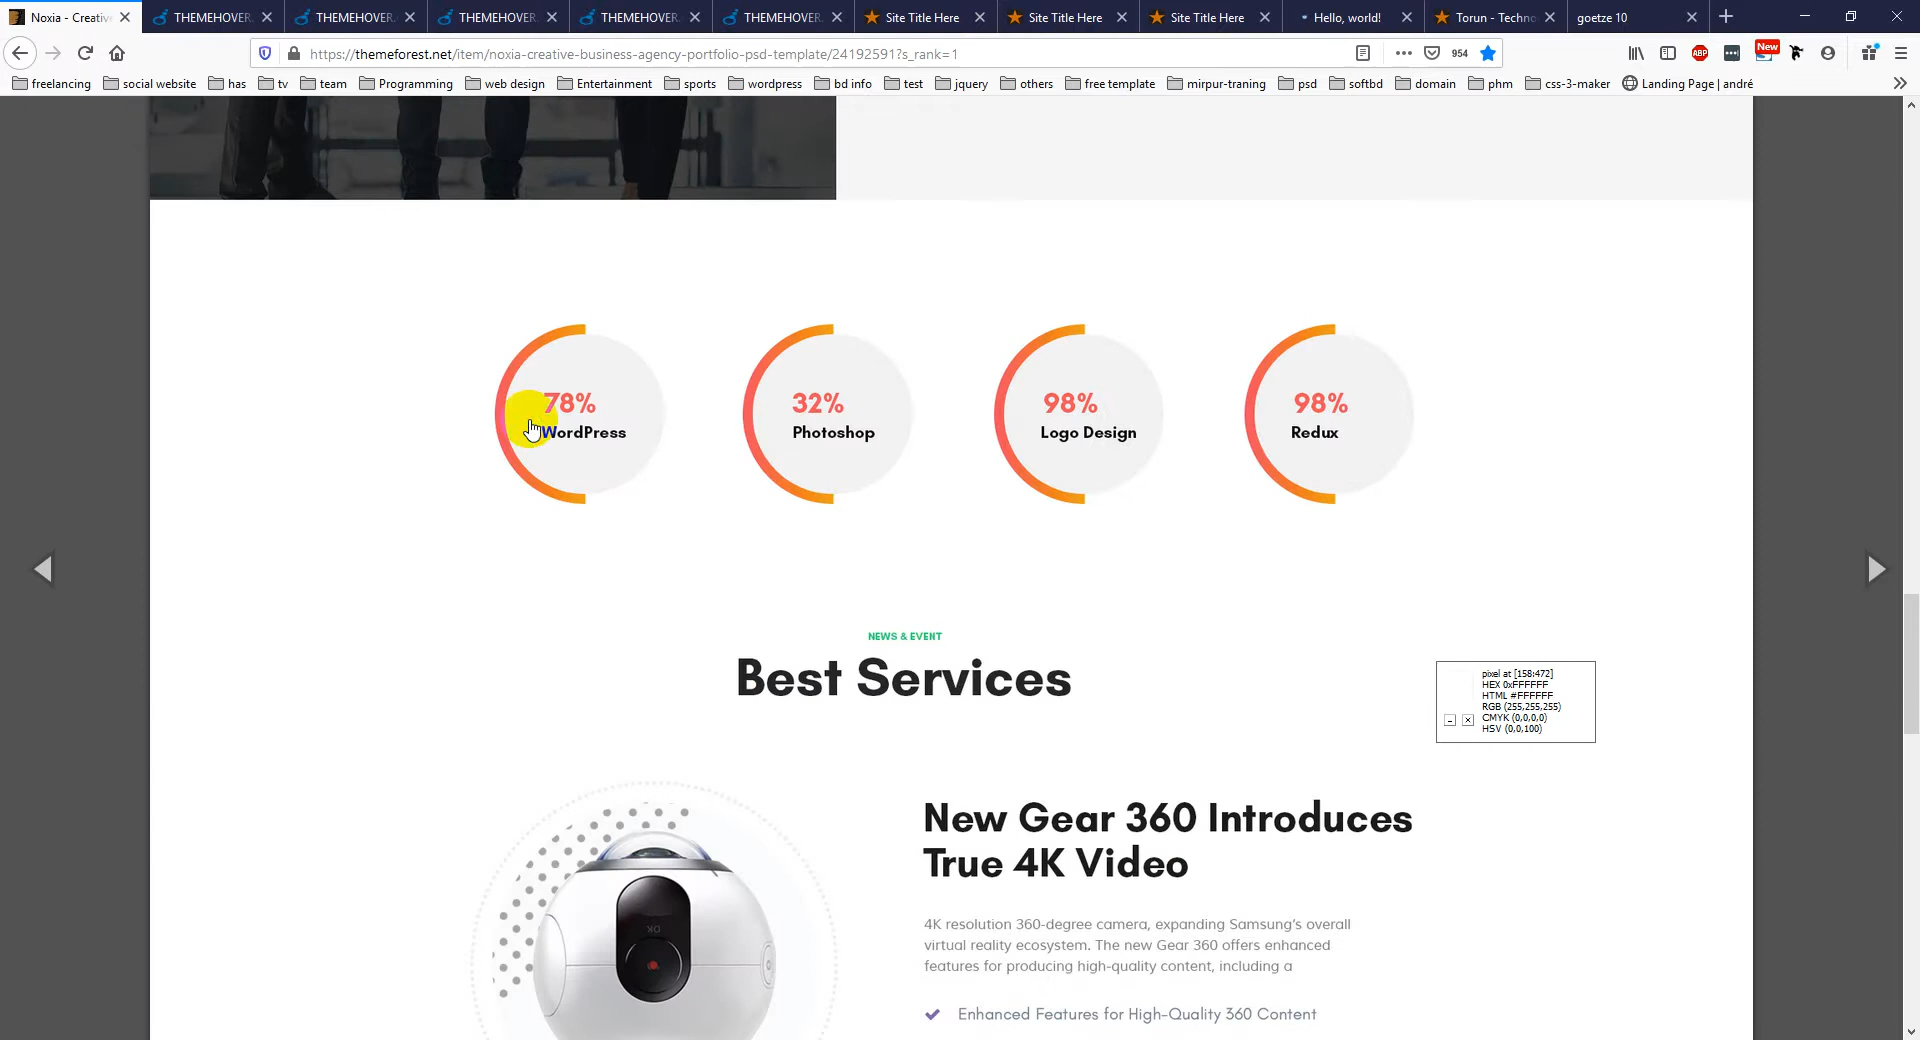 Noxia - Creativ
THEMEHOVER.
THEMEHOVER.
THEMEHOVER.
THEMEHOVER.
THEMEHOVER.
Site Title Here
Site Title Here
Site Title Here
Hello, world!
Torun - Techno
goetze 10
https://themeforest.net/item/noxia-creative-business-agency-portfolio-psd-template/24192591?s_rank=1
954
ABP
New
freelancing
social website
has
tv
team
Programming
web design
Entertainment
sports
wordpress
bd info
test
jquery
others
free template
mirpur-traning
psd
softbd
domain
phm
css-3-maker
Landing Page | andré
78%
WordPress
32%
Photoshop
98%
Logo Design
98%
Redux
NEWS & EVENT
Best Services
pixel at [158:472]
HEX 0xFFFFFF
HTML #FFFFFF
RGB (255,255,255)
CMYK (0,0,0,0)
HSV (0,0,100)
OK
New Gear 360 Introduces
True 4K Video
4K resolution 360-degree camera, expanding Samsung's overall
virtual reality ecosystem. The new Gear 360 offers enhanced
features for producing high-quality content, including a
Enhanced Features for High-Quality 360 Content